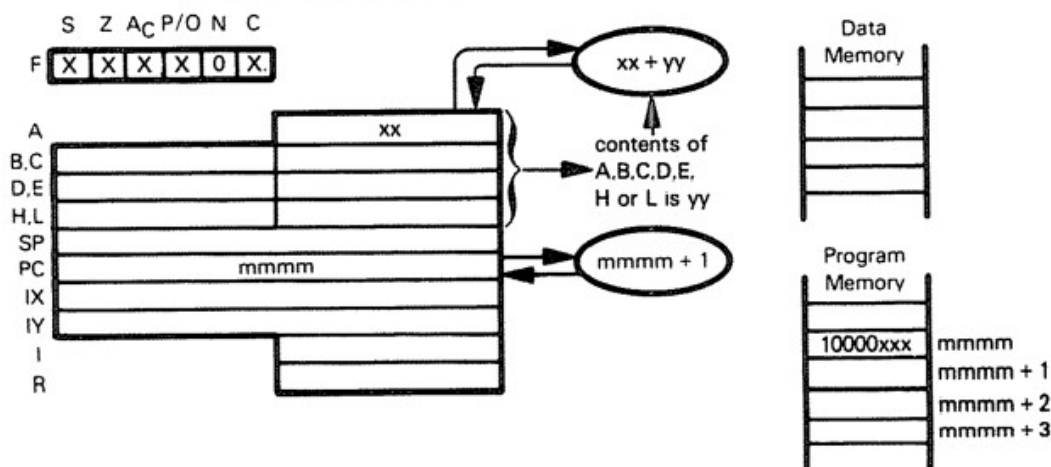 S Z AC P/O N C
F X X X X 0 X
A xx
B,C
D,E
H,L
SP
PC mmmm
IX
IY
I
R
xx + yy
contents of
A,B,C,D,E,
H or L is yy
mmmm + 1
Data
Memory
Program
Memory
10000xxx mmmm
mmmm + 1
mmmm + 2
mmmm + 3